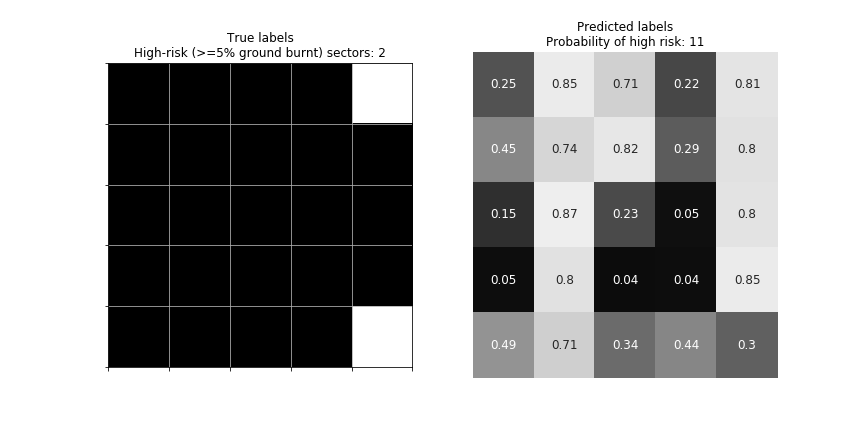 True labels
High-risk (>=5% ground burnt) sectors: 2
Predicted labels
Probability of high risk: 11
0.25 0.85 0.71 0.22 0.81
0.45 0.74 0.82 0.29 0.8
0.15 0.87 0.23 0.05 0.8
0.05 0.8 0.04 0.04 0.85
0.49 0.71 0.34 0.44 0.3